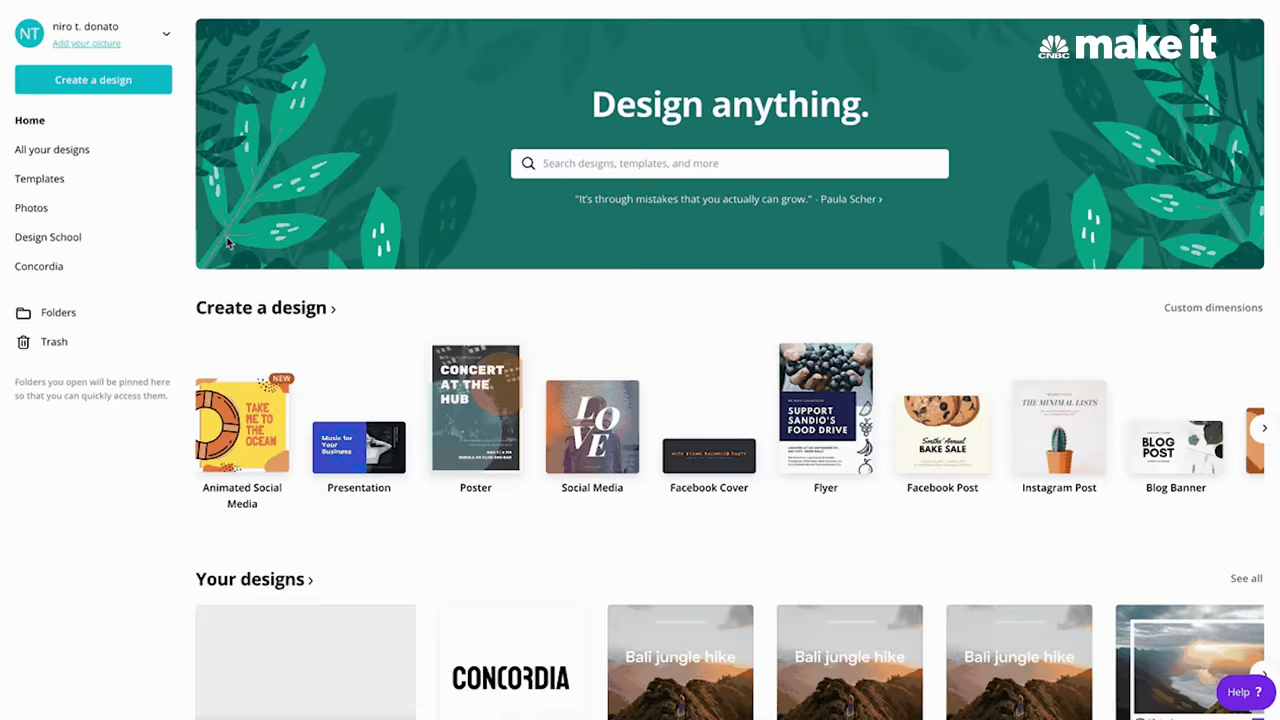 NT
niro t. donato
Add your picture
Create a design
Home
All your designs
Templates
Photos
Design School
Concordia
Folders
Trash
Folders you open will be pinned here
so that you can quickly access them.
CNBC make it
Design anything.
Search designs, templates, and more
"It's through mistakes that you actually can grow." - Paula Scher ›
Create a design ›
Custom dimensions
NEW
TAKE
ME TO
THE
OCEAN
Animated Social
Media
Music for
Your
Business
Presentation
CONCERT
AT THE
HUB
Poster
LO
VE
Social Media
Facebook Cover
SUPPORT
SANDIO'S
FOOD DRIVE
Flyer
Smiths' Annual
BAKE SALE
Facebook Post
THE MINIMAL LISTS
Instagram Post
BLOG
POST
Blog Banner
Your designs ›
See all
CONCORDIA
Bali jungle hike
Bali jungle hike
Bali jungle hike
Help ?